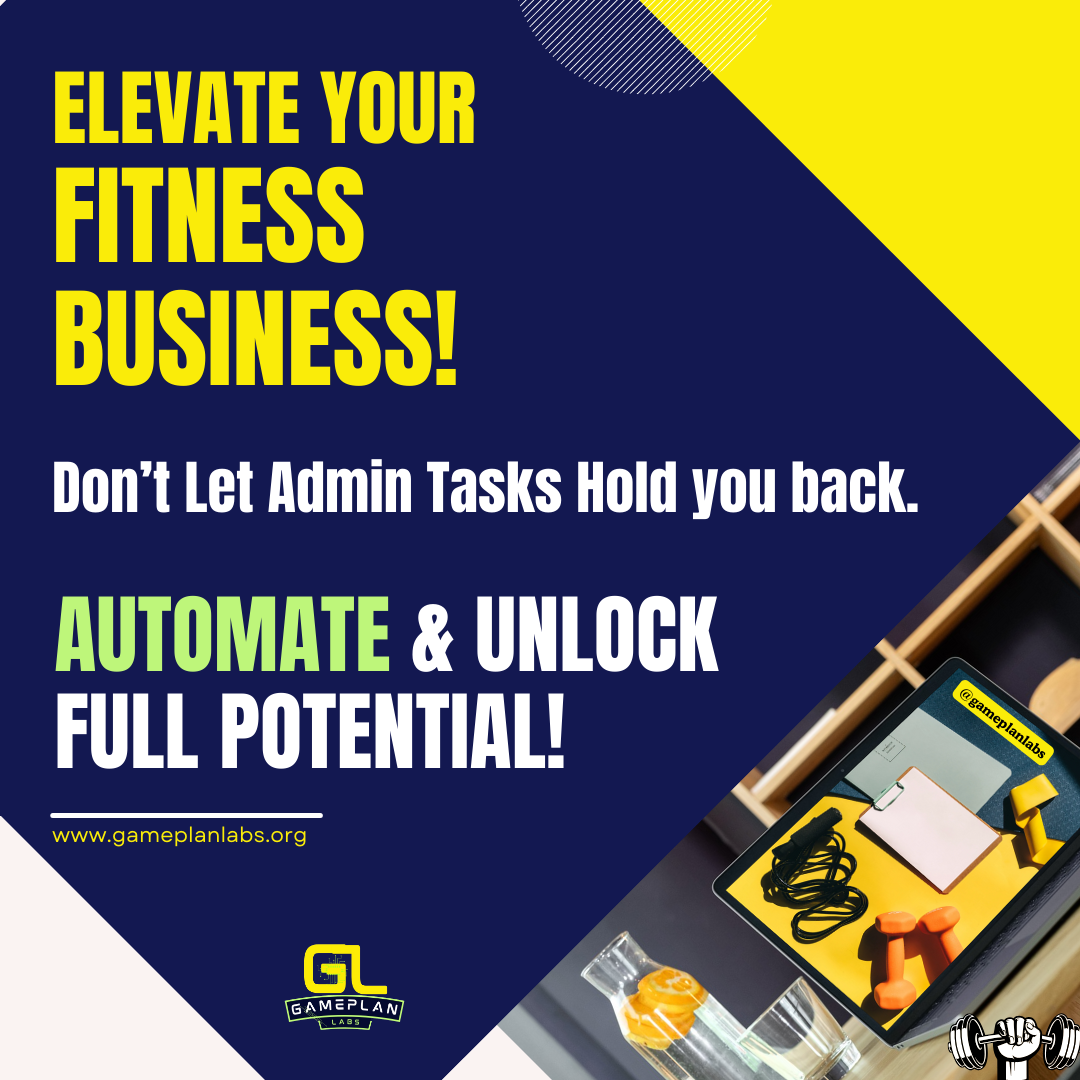 ELEVATE YOUR
FITNESS
BUSINESS!
Don’t Let Admin Tasks Hold you back.
AUTOMATE & UNLOCK
FULL POTENTIAL!
www.gameplanlabs.org
@gameplanlabs
GL
GAMEPLAN
LABS